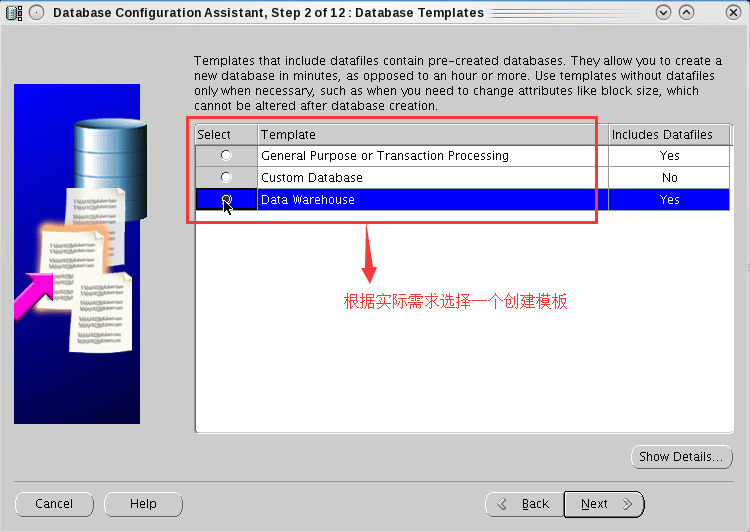 Database Configuration Assistant, Step 2 of 12 : Database Templates
Templates that include datafiles contain pre-created databases. They allow you to create a
new database in minutes, as opposed to an hour or more. Use templates without datafiles
only when necessary, such as when you need to change attributes like block size, which
cannot be altered after database creation.
Select Template Includes Datafiles
General Purpose or Transaction Processing Yes
Custom Database No
Data Warehouse Yes
根据实际需求选择一个创建模板
Show Details...
Cancel Help Back Next